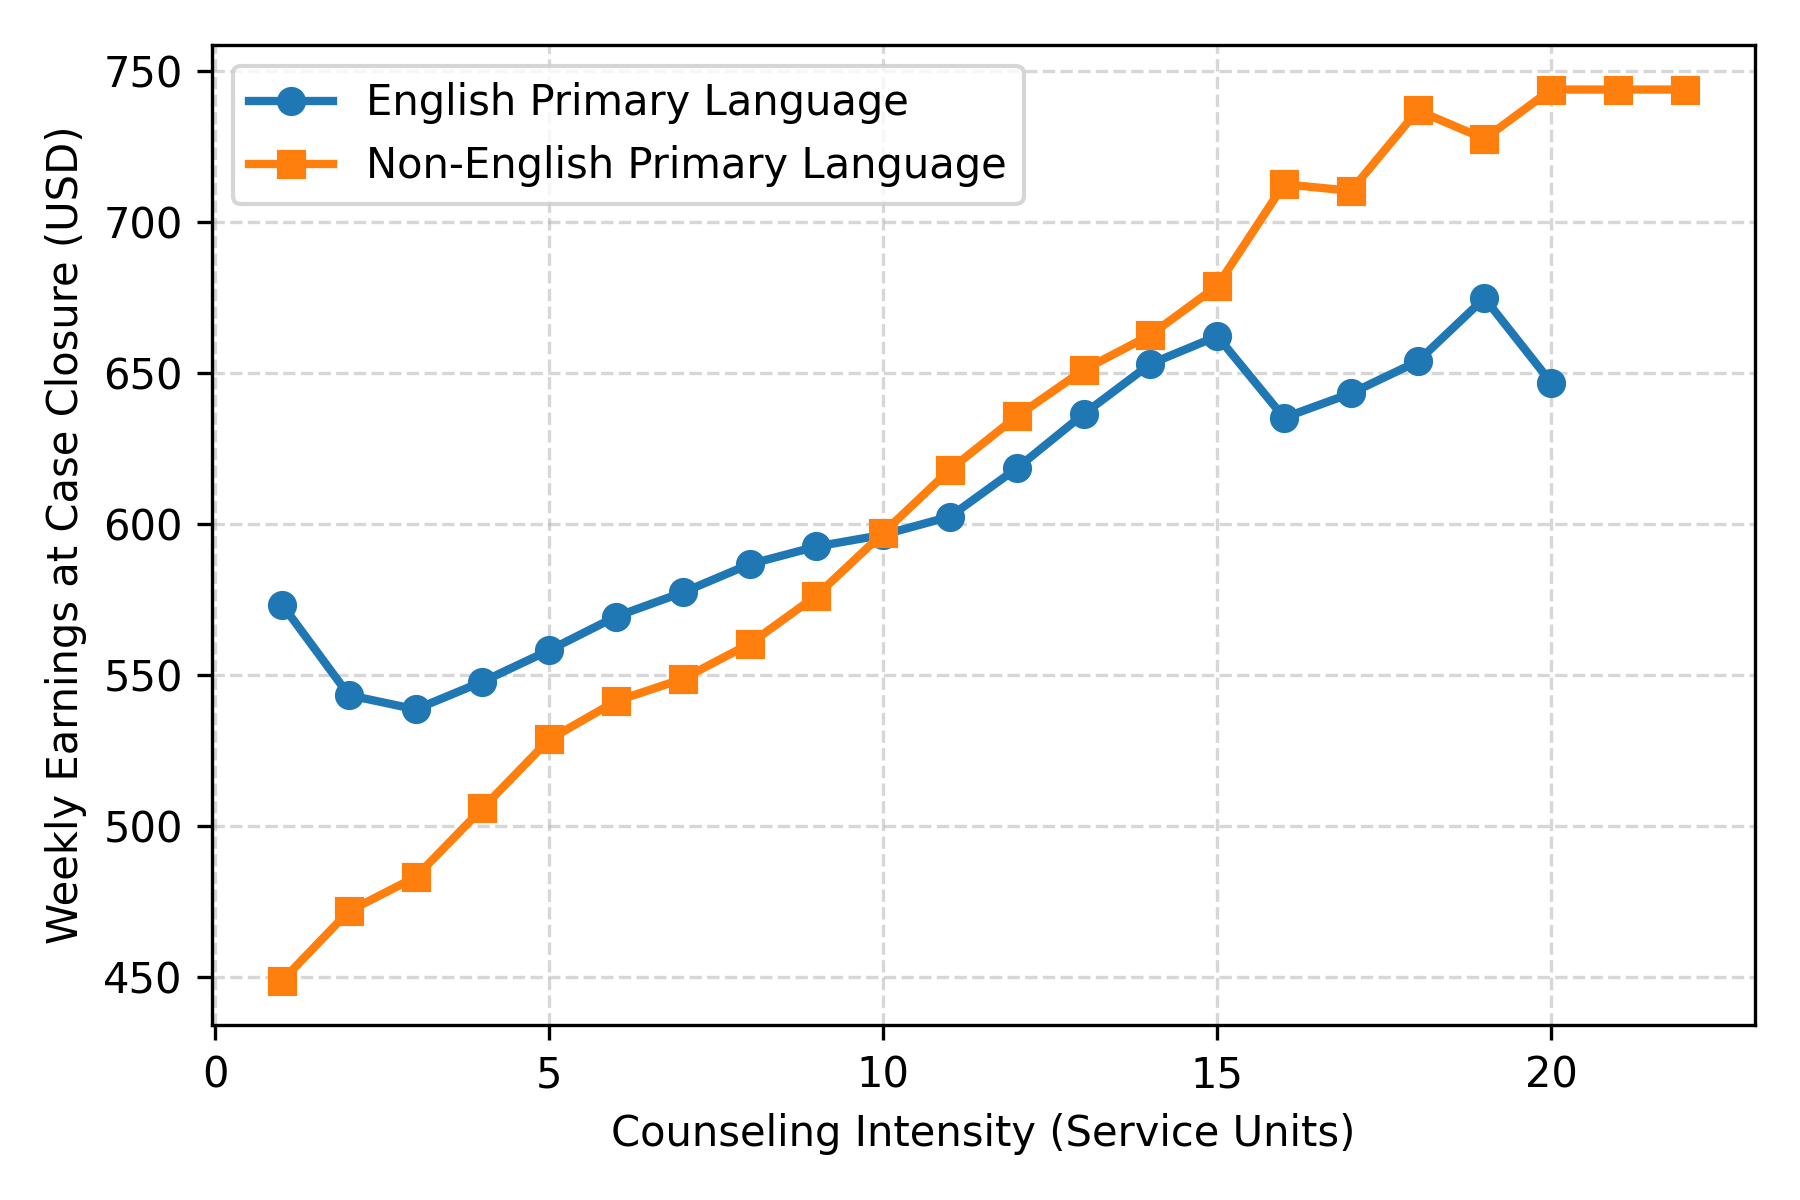 English Primary Language
Non-English Primary Language
Weekly Earnings at Case Closure (USD)
750
700
650
600
550
500
450
0 5 10 15 20
Counseling Intensity (Service Units)